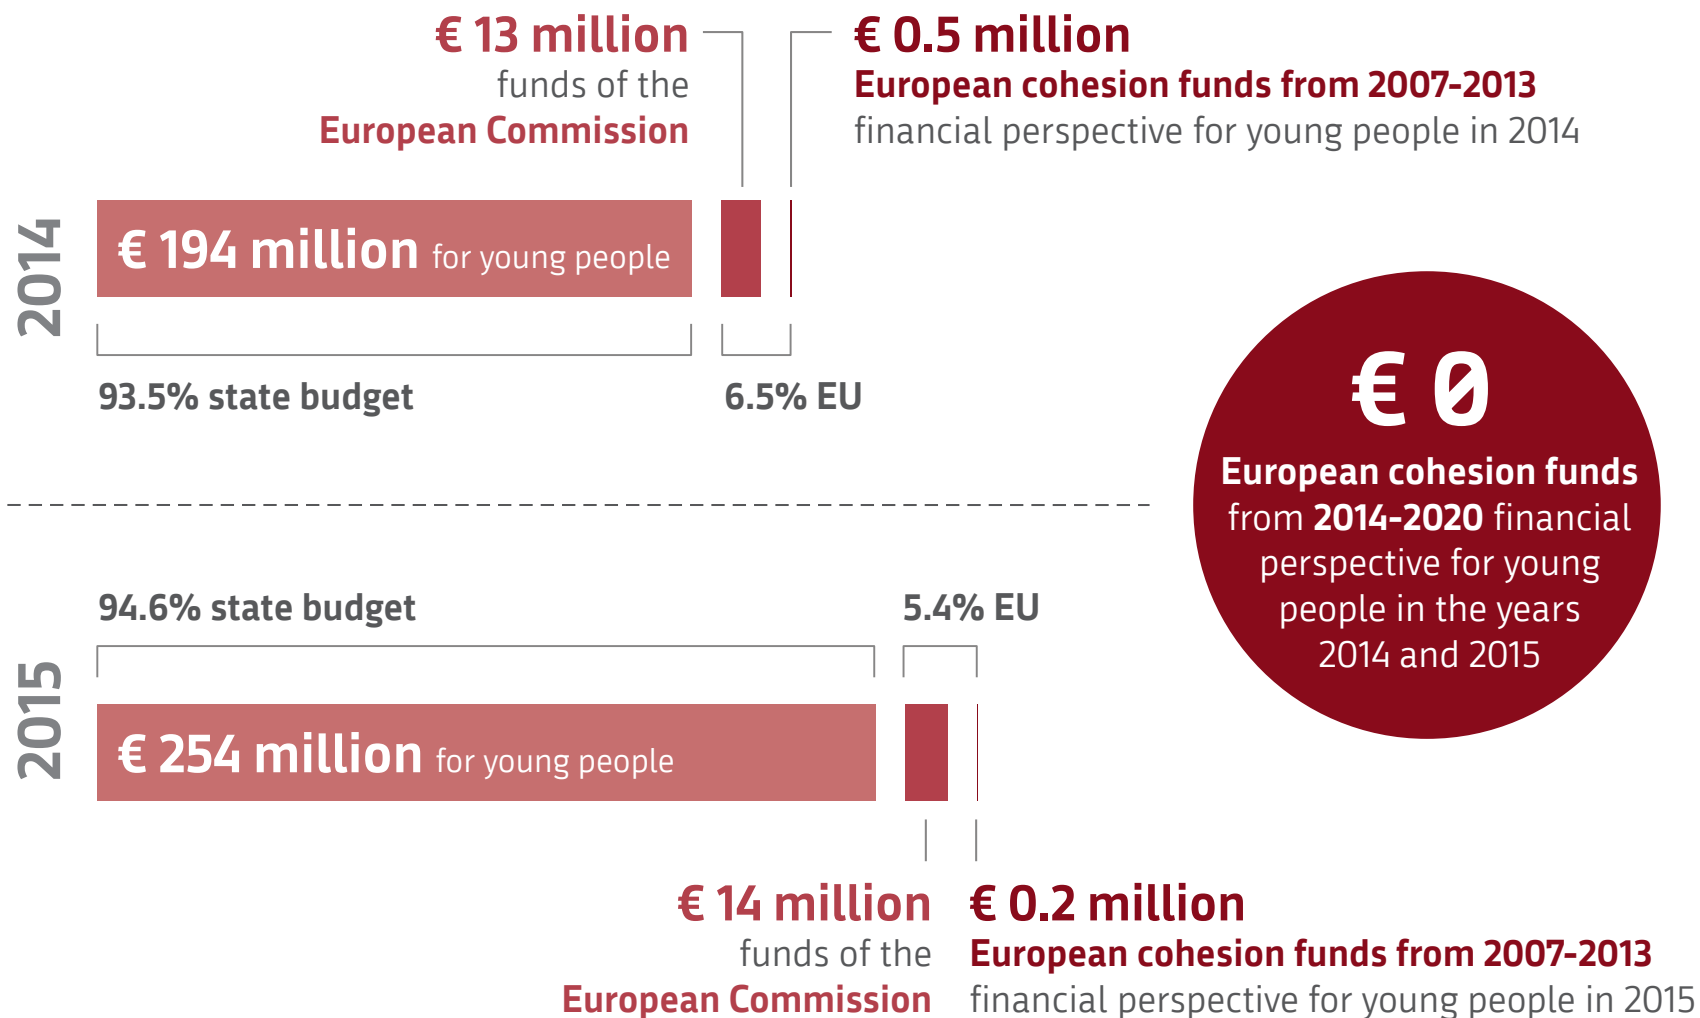 € 13 million
funds of the
European Commission
€ 0.5 million
European cohesion funds from 2007-2013
financial perspective for young people in 2014
2014
€ 194 million for young people
93.5% state budget
6.5% EU
€ 0
European cohesion funds
from 2014-2020 financial
perspective for young
people in the years
2014 and 2015
94.6% state budget
5.4% EU
2015
€ 254 million for young people
€ 14 million
funds of the
European Commission
€ 0.2 million
European cohesion funds from 2007-2013
financial perspective for young people in 2015